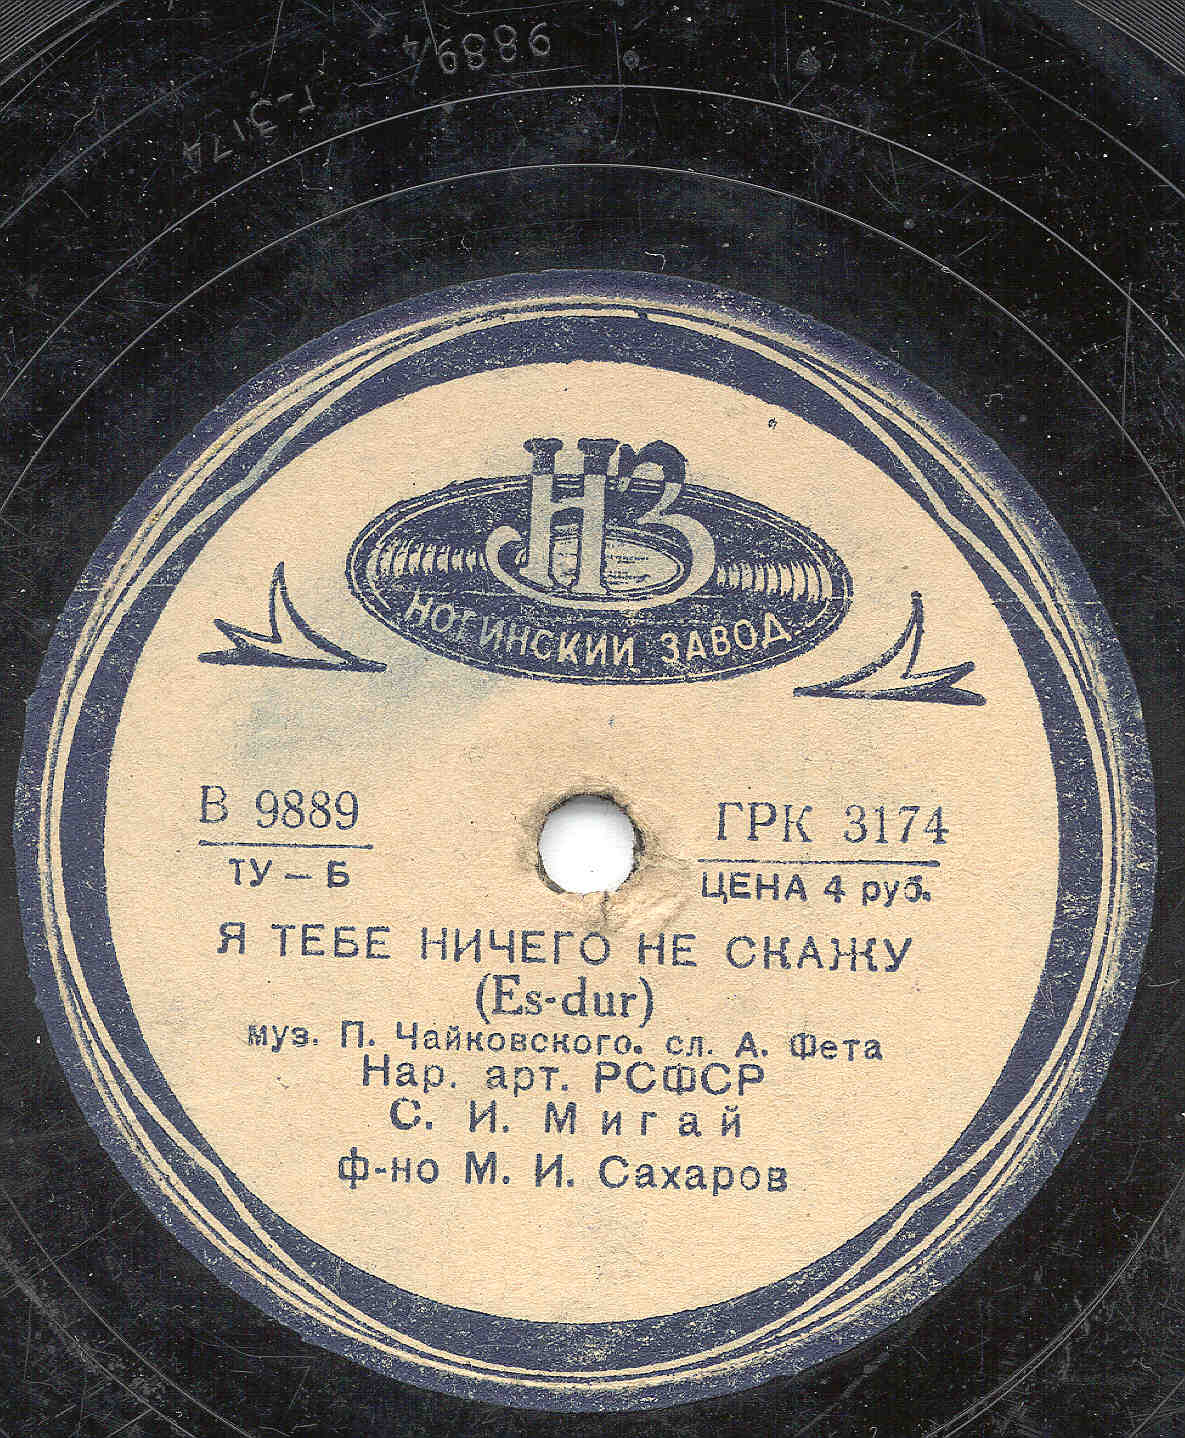 9889
Г-3174
НЗ
НОГИНСКИЙ ЗАВОД
В 9889
ТУ – Б
ГРК 3174
ЦЕНА 4 руб.
Я ТЕБЕ НИЧЕГО НЕ СКАЖУ
(Es-dur)
муз. П. Чайковского. сл. А. Фета
Нар. арт. РСФСР
С. И. Мигай
ф-но М. И. Сахаров